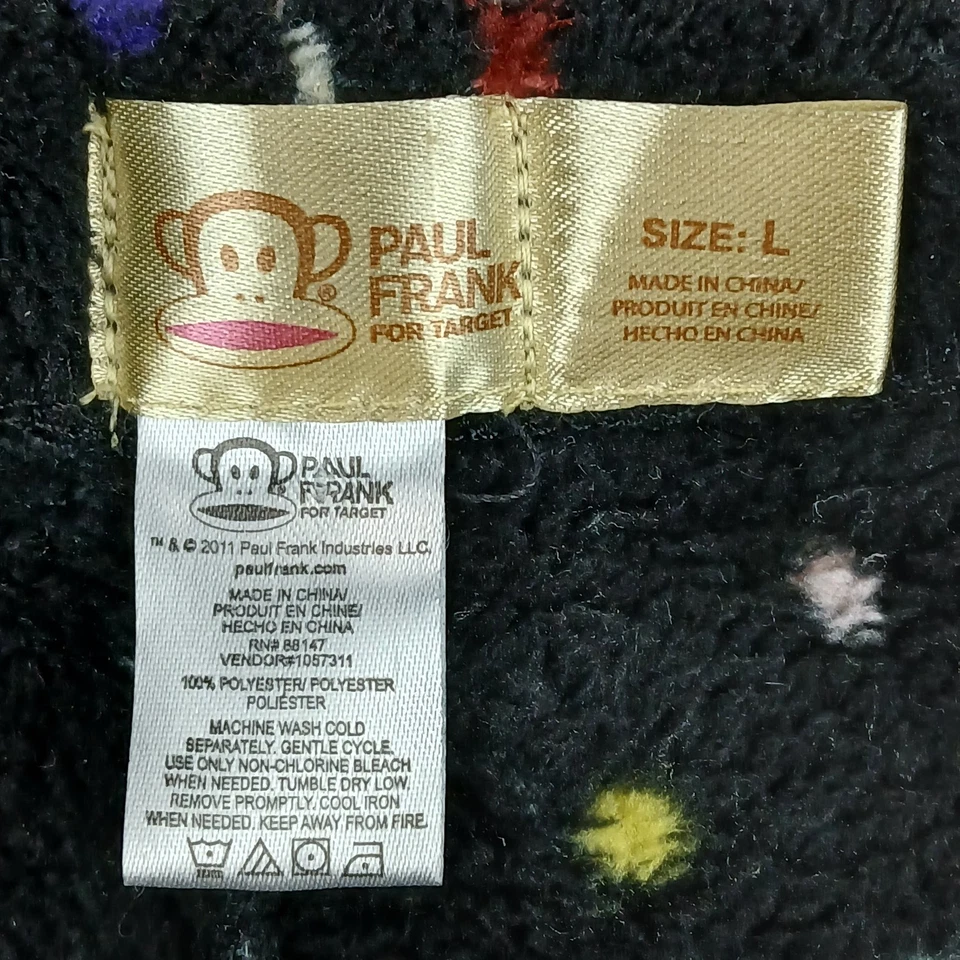 PAUL
FRANK
FOR TARGET
®
SIZE: L
MADE IN CHINA/
PRODUIT EN CHINE/
HECHO EN CHINA
PAUL
FRANK
FOR TARGET
™ & © 2011 Paul Frank Industries LLC.
paulfrank.com
MADE IN CHINA/
PRODUIT EN CHINE/
HECHO EN CHINA
RN# 88147
VENDOR#1057311
100% POLYESTER/ POLYESTER
POLIÉSTER
MACHINE WASH COLD
SEPARATELY. GENTLE CYCLE.
USE ONLY NON-CHLORINE BLEACH
WHEN NEEDED. TUMBLE DRY LOW.
REMOVE PROMPTLY. COOL IRON
WHEN NEEDED. KEEP AWAY FROM FIRE.